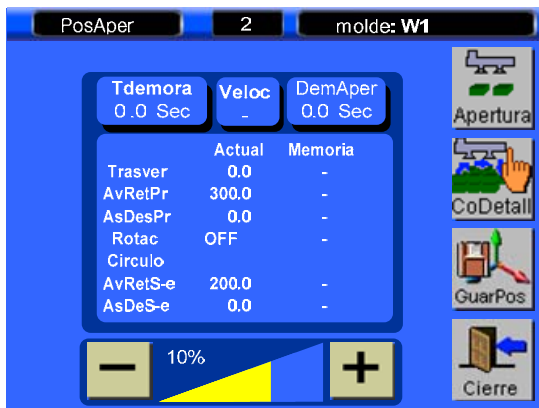 PosAper 2 molde: W1
Tdemora Veloc DemAper
0.0 Sec - 0.0 Sec
Apertura
Actual Memoria
Trasver 0.0 -
AvRetPr 300.0 -
AsDesPr 0.0 -
Rotac OFF -
Circulo
AvRetS-e 200.0 -
AsDeS-e 0.0 -
CoDetall
GuarPos
10%
Cierre